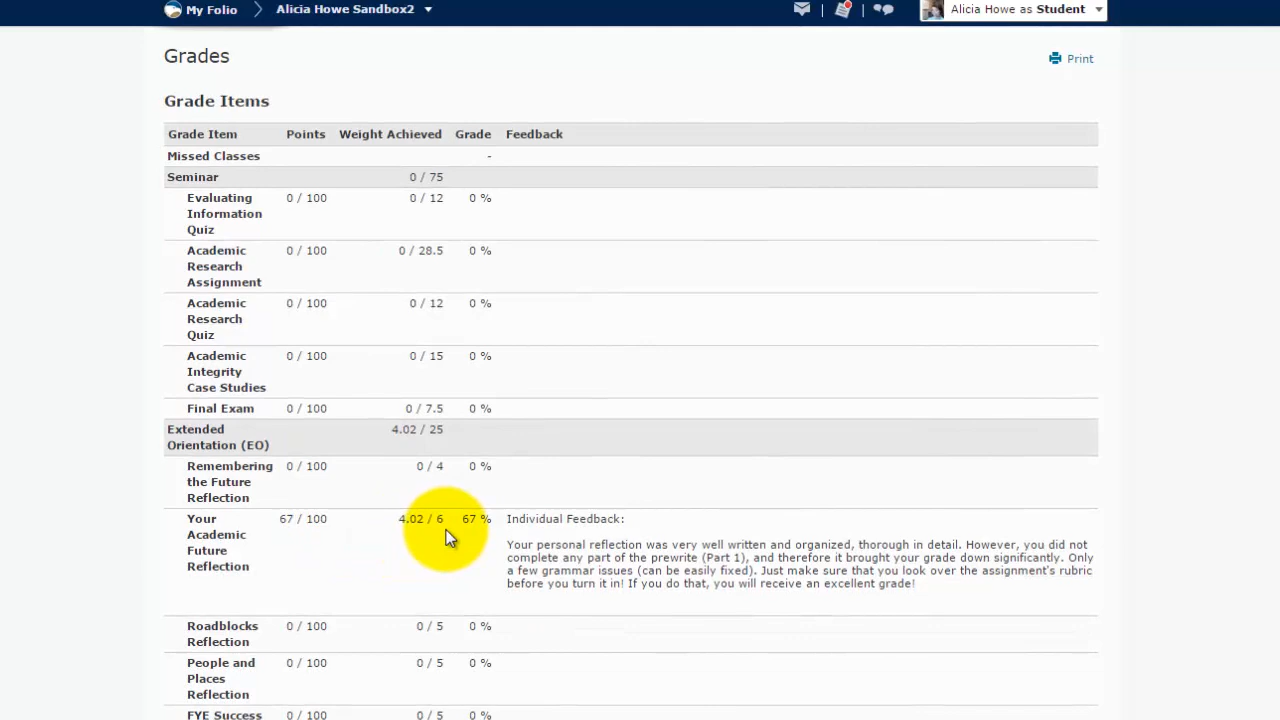 My Folio Alicia Howe Sandbox2 Alicia Howe as Student
Grades
Print
Grade Items
Grade Item Points Weight Achieved Grade Feedback
Missed Classes -
Seminar 0 / 75
Evaluating 0 / 100 0 / 12 0 %
Information
Quiz
Academic 0 / 100 0 / 28.5 0 %
Research
Assignment
Academic 0 / 100 0 / 12 0 %
Research
Quiz
Academic 0 / 100 0 / 15 0 %
Integrity
Case Studies
Final Exam 0 / 100 0 / 7.5 0 %
Extended 4.02 / 25
Orientation (EO)
Remembering 0 / 100 0 / 4 0 %
the Future
Reflection
Your 67 / 100 4.02 / 6 67 % Individual Feedback:
Academic
Future
Reflection
Your personal reflection was very well written and organized, thorough in detail. However, you did not
complete any part of the prewrite (Part 1), and therefore it brought your grade down significantly. Only
a few grammar issues (can be easily fixed). Just make sure that you look over the assignment's rubric
before you turn it in! If you do that, you will receive an excellent grade!
Roadblocks 0 / 100 0 / 5 0 %
Reflection
People and 0 / 100 0 / 5 0 %
Places
Reflection
FYE Success 0 / 100 0 / 5 0 %